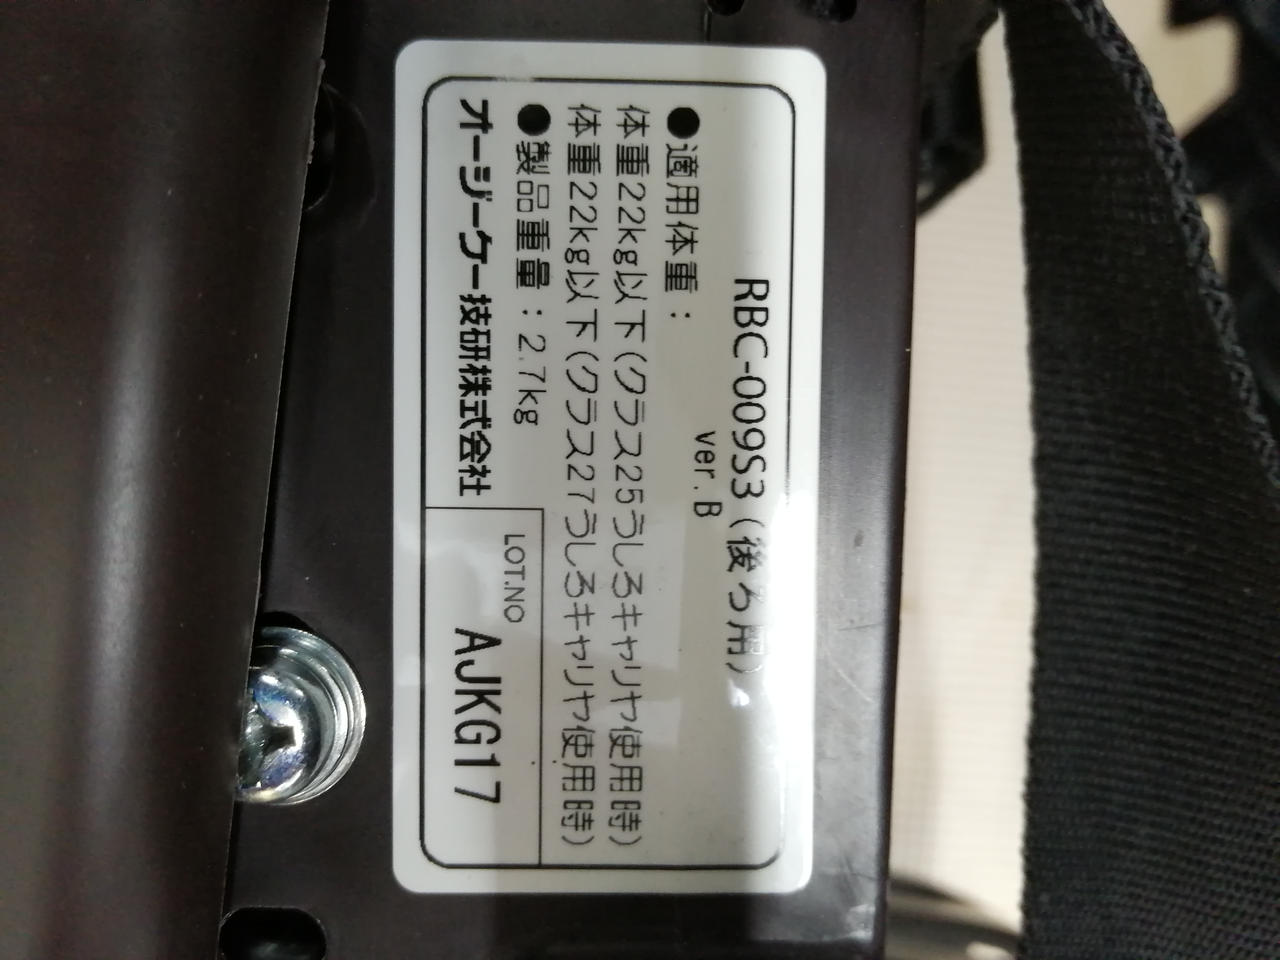 RBC-009S3（後ろ用）
ver.B
●適用体重：
体重22kg以下（クラス25うしろキャリヤ使用時）
体重22kg以下（クラス27うしろキャリヤ使用時）
●製品重量：2.7kg
オージーケー技研株式会社
LOT.NO
AJKG17